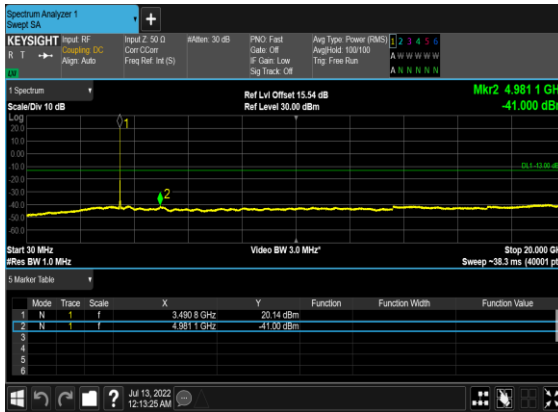 Spectrum Analyzer 1
Swept SA
+
KEYSIGHT Input: RF Input Z: 50 Ω #Atten: 30 dB PNO: Fast Avg Type: Power (RMS) 1 2 3 4 5 6
R T Coupling: DC Corr CCorr Gate: Off Avg|Hold: 100/100 A W W W W W
Align: Auto Freq Ref: Int (S) IF Gain: Low Trig: Free Run
Sig Track: Off A N N N N N
1 Spectrum Ref Lvl Offset 15.54 dB Mkr2 4.981 1 GH
Scale/Div 10 dB Ref Level 30.00 dBm -41.000 dB
Log
20.0
10.0
0.00
-10.0 DL1 -13.00 dB
-20.0
-30.0
-40.0
-50.0
-60.0
1
2
Start 30 MHz Video BW 3.0 MHz* Stop 20.000 GH
#Res BW 1.0 MHz Sweep ~38.3 ms (40001 pt
5 Marker Table
Mode Trace Scale X Y Function Function Width Function Value
1 N 1 f 3.490 8 GHz 20.14 dBm
2 N 1 f 4.981 1 GHz -41.00 dBm
3
4
5
6
? Jul 13, 2022
12:13:25 AM